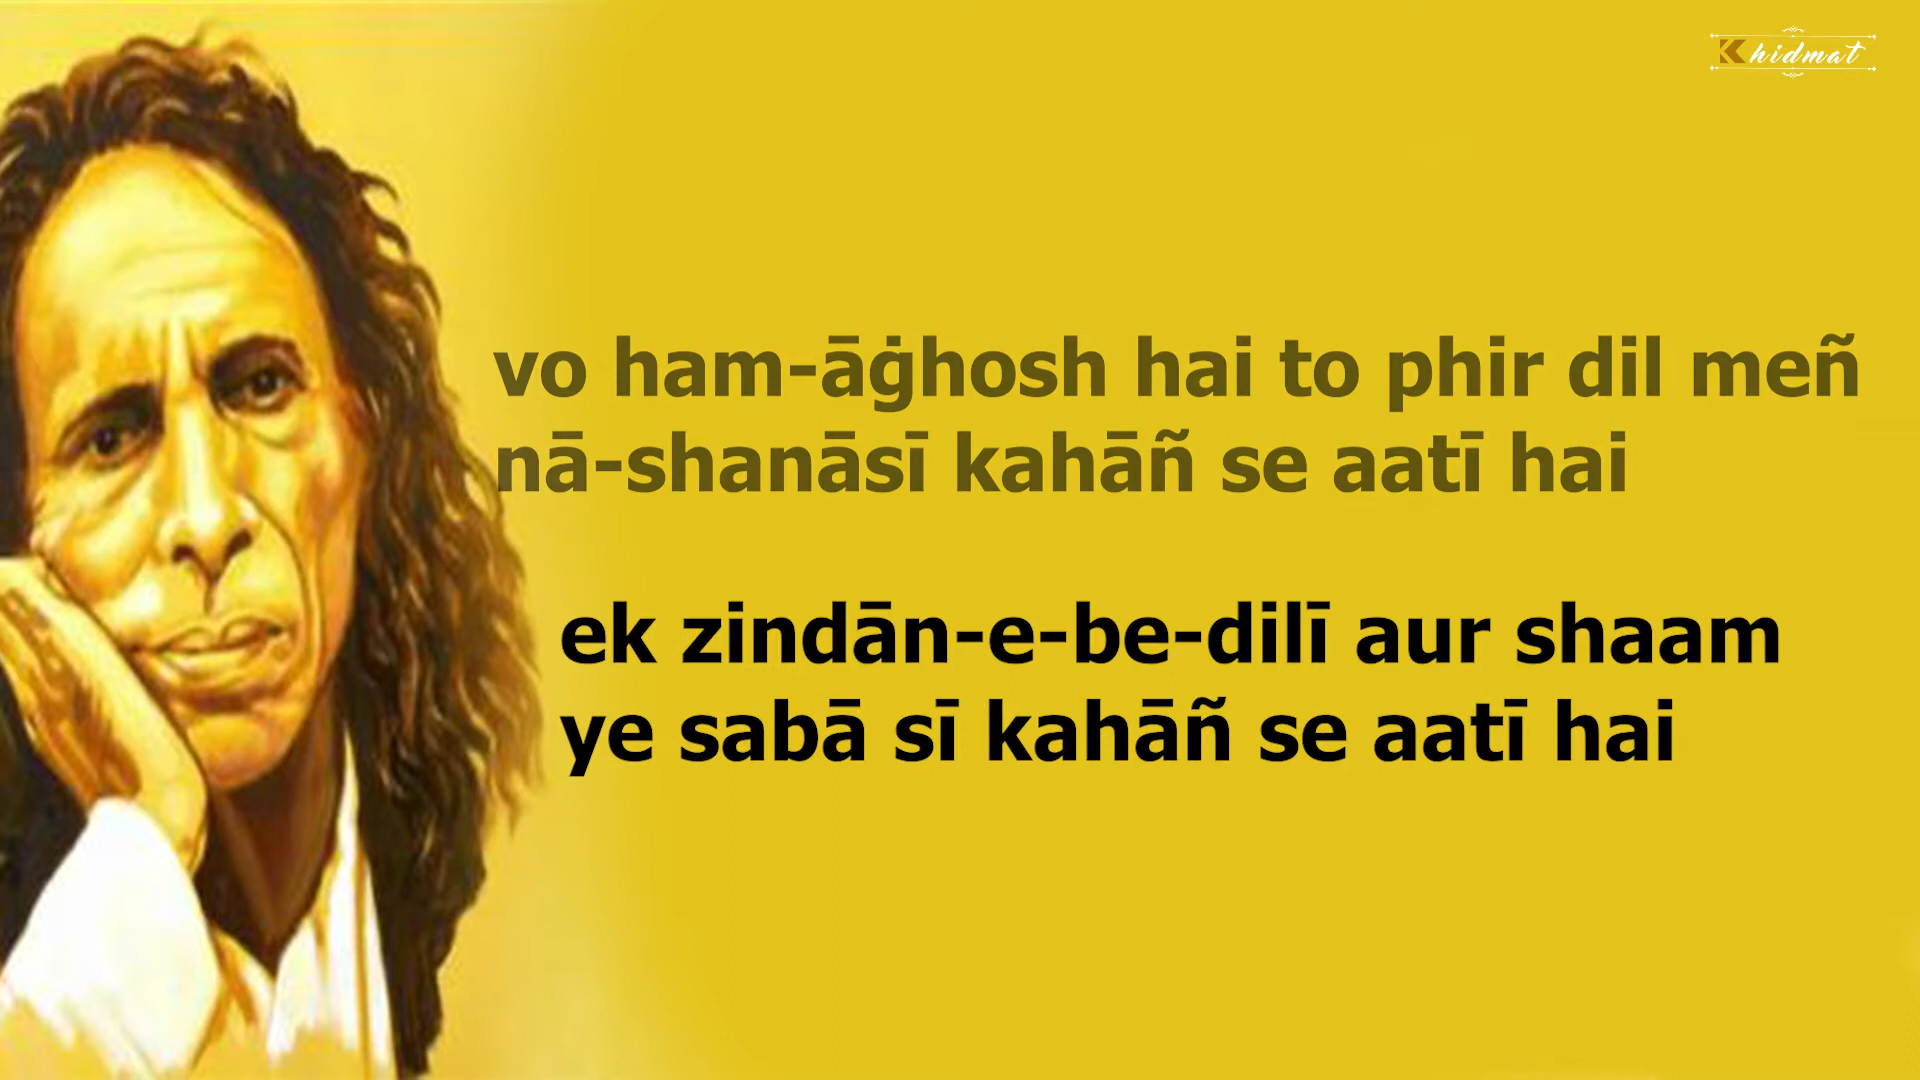 Khidmat
vo ham-āġhosh hai to phir dil meñ
nā-shanāsī kahāñ se aatī hai
ek zindān-e-be-dilī aur shaam
ye sabā sī kahāñ se aatī hai